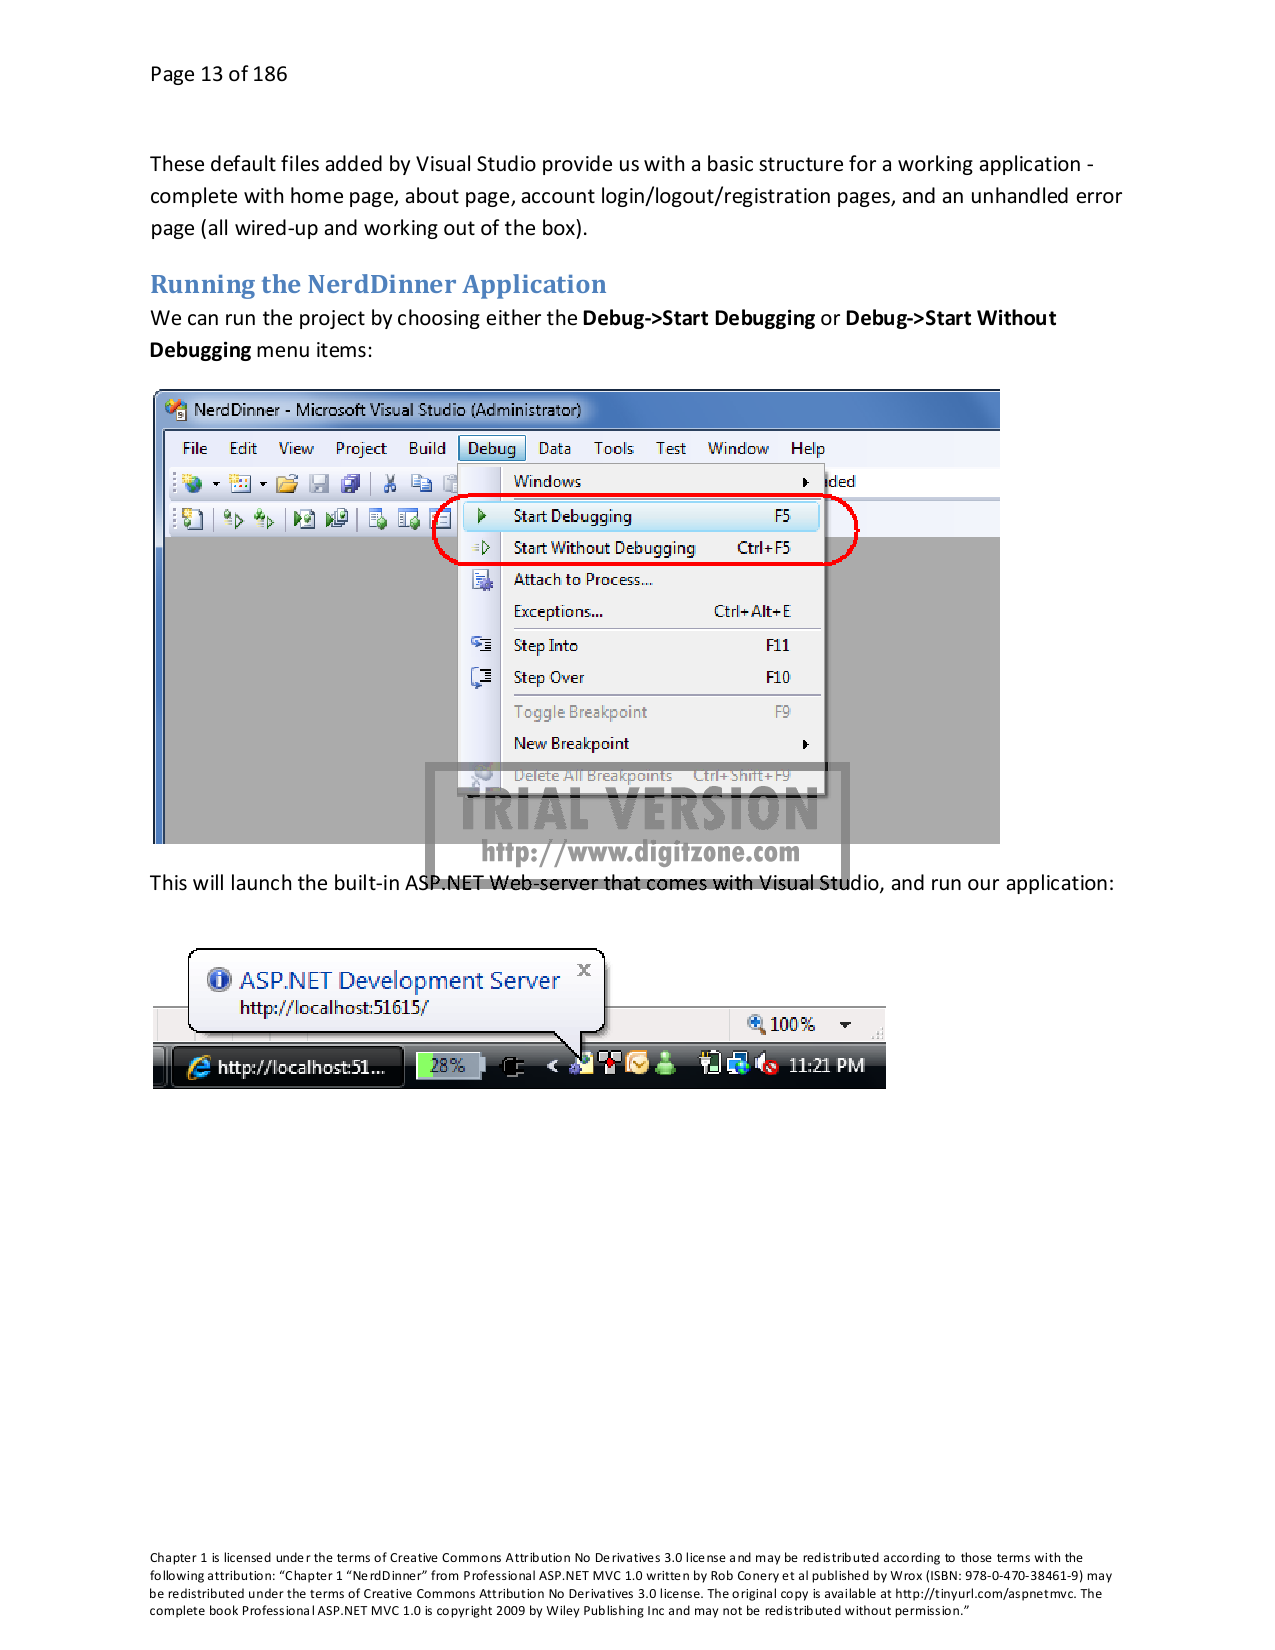 Page 13 of 186
These default files added by Visual Studio provide us with a basic structure for a working application -
complete with home page, about page, account login/logout/registration pages, and an unhandled error
page (all wired-up and working out of the box).
Running the NerdDinner Application
We can run the project by choosing either the Debug->Start Debugging or Debug->Start Without
Debugging menu items:
NerdDinner - Microsoft Visual Studio (Administrator)
File Edit View Project Build Debug Data Tools Test Window Help
Windows
ded
Start Debugging F5
Start Without Debugging Ctrl+F5
Attach to Process...
Exceptions... Ctrl+Alt+E
Step Into F11
Step Over F10
Toggle Breakpoint F9
New Breakpoint
Delete All Breakpoints Ctrl+Shift+F9
TRIAL VERSION
http://www.digitzone.com
This will launch the built-in ASP.NET Web-server that comes with Visual Studio, and run our application:
ASP.NET Development Server
http://localhost:51615/
100%
http://localhost:51... 28% 11:21 PM
Chapter 1 is licensed under the terms of Creative Commons Attribution No Derivatives 3.0 license and may be redistributed according to those terms with the
following attribution: “Chapter 1 “NerdDinner” from Professional ASP.NET MVC 1.0 written by Rob Conery et al published by Wrox (ISBN: 978-0-470-38461-9) may
be redistributed under the terms of Creative Commons Attribution No Derivatives 3.0 license. The original copy is available at http://tinyurl.com/aspnetmvc. The
complete book Professional ASP.NET MVC 1.0 is copyright 2009 by Wiley Publishing Inc and may not be redistributed without permission.”